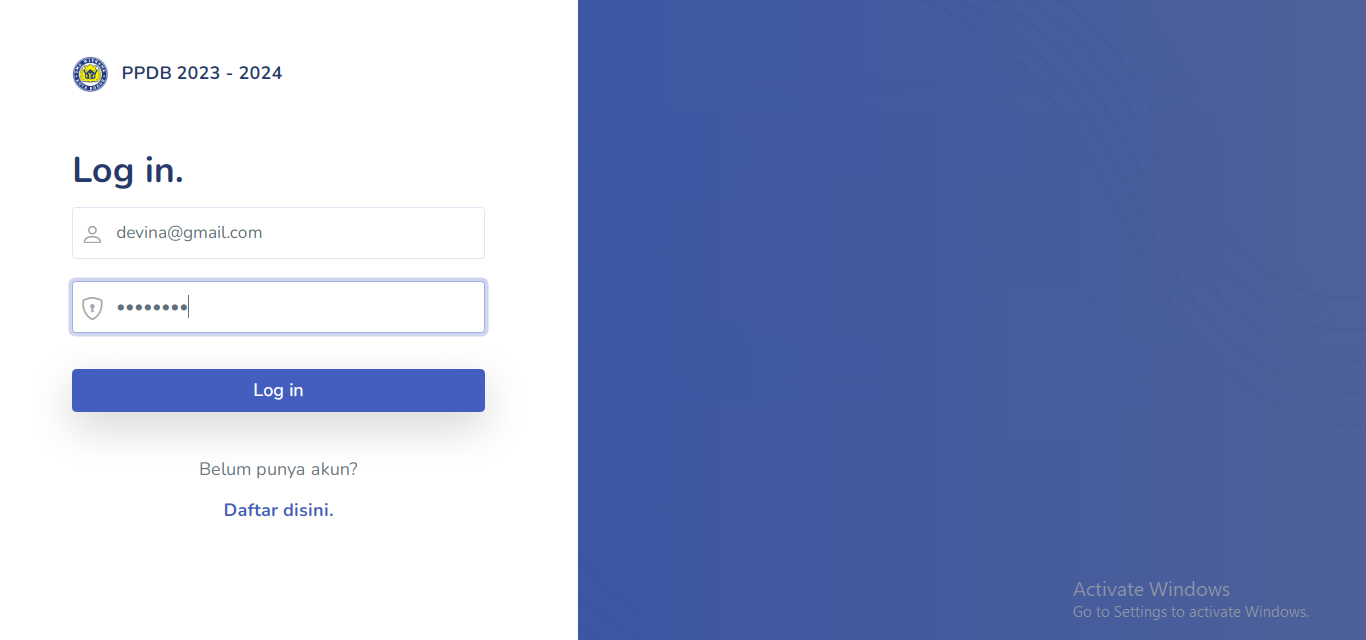 PPDB 2023 - 2024
Log in.
devina@gmail.com
••••••••
Log in
Belum punya akun?
Daftar disini.
Activate Windows
Go to Settings to activate Windows.